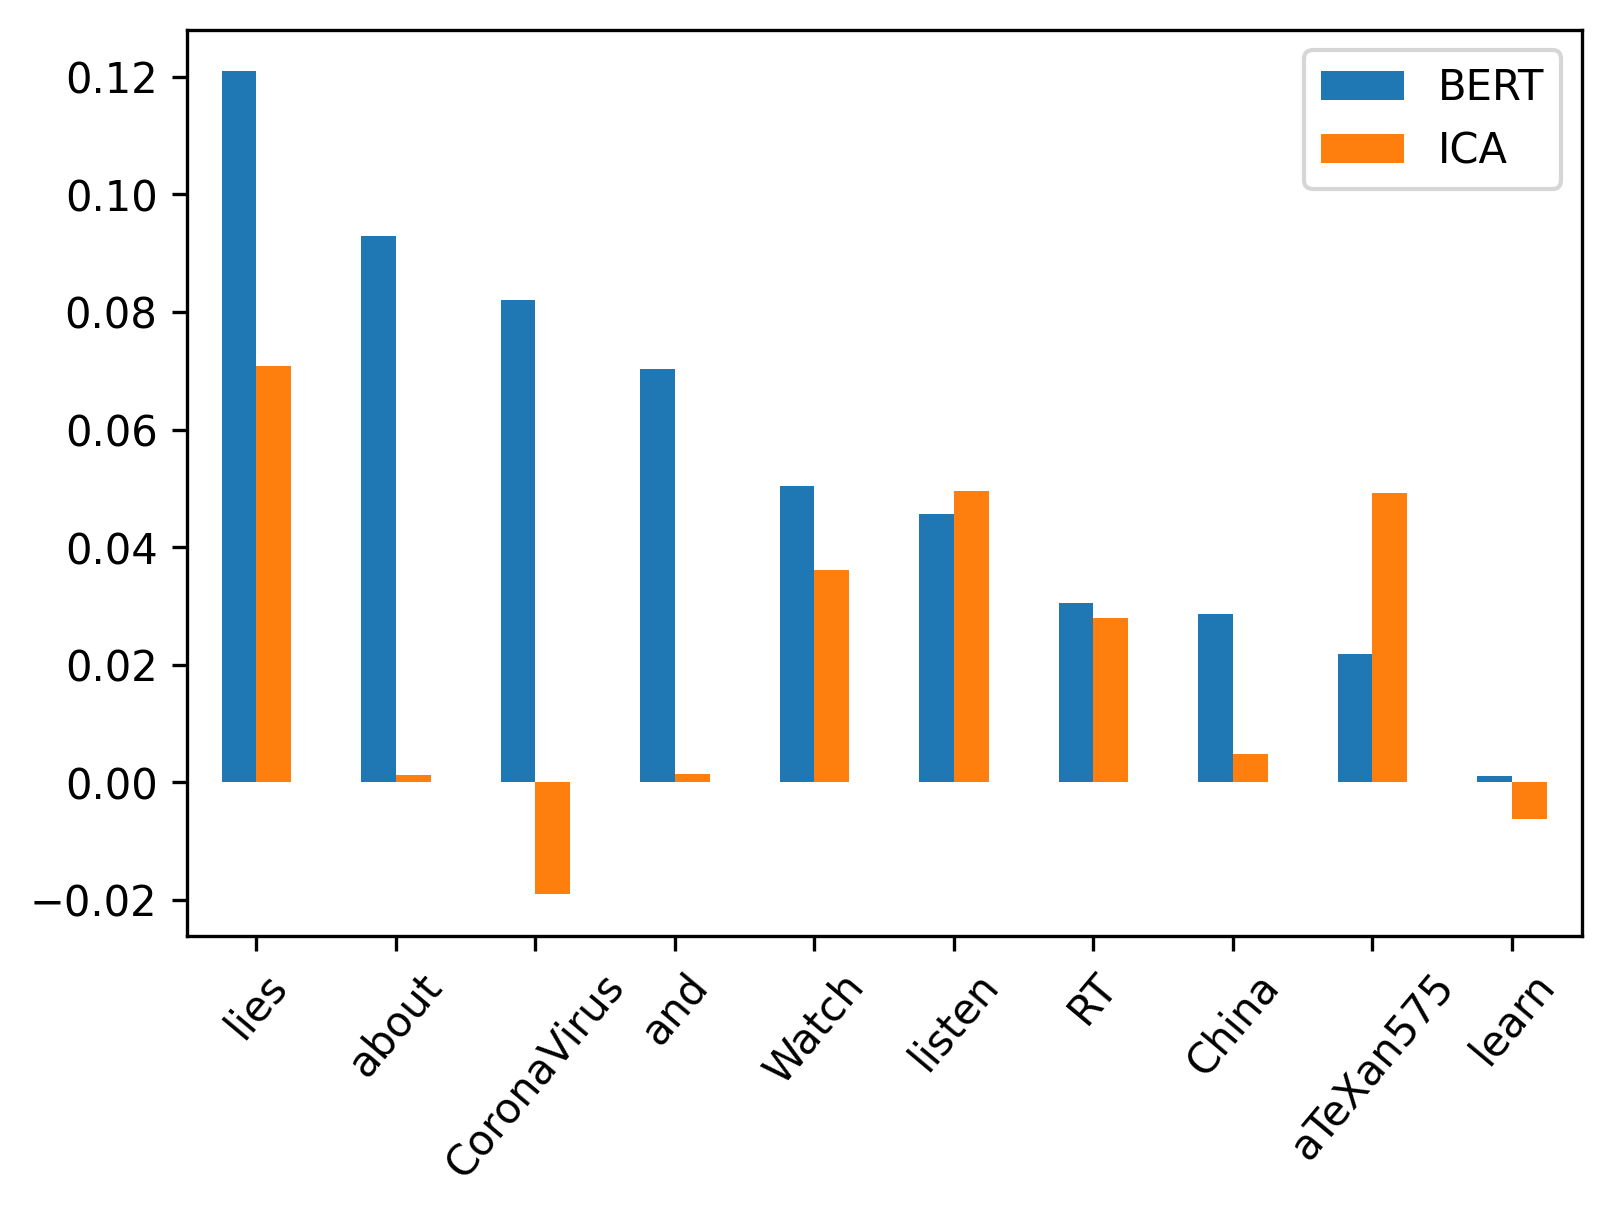 0.12
0.10
0.08
0.06
0.04
0.02
0.00
−0.02
BERT
ICA
lies
about
CoronaVirus
and
Watch
listen
RT
China
aTeXan575
learn